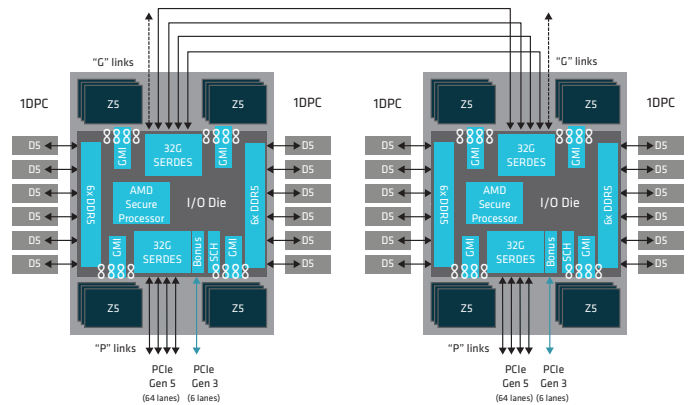 "G" links
"G" links
1DPC
Z5
Z5
1DPC
1DPC
Z5
Z5
1DPC
D5
D5
D5
D5
D5
D5
6x DDR5
GMI
32G
SERDES
GMI
AMD
Secure
Processor
I/O Die
6x DDR5
GMI
32G
SERDES
Bonus
SCH
GMI
D5
D5
D5
D5
D5
D5
Z5
Z5
D5
D5
D5
D5
D5
D5
6x DDR5
GMI
32G
SERDES
GMI
AMD
Secure
Processor
I/O Die
6x DDR5
GMI
32G
SERDES
Bonus
SCH
GMI
D5
D5
D5
D5
D5
D5
Z5
Z5
"P" links
PCIe
Gen 5
(64 lanes)
PCIe
Gen 3
(6 lanes)
"P" links
PCIe
Gen 5
(64 lanes)
PCIe
Gen 3
(6 lanes)